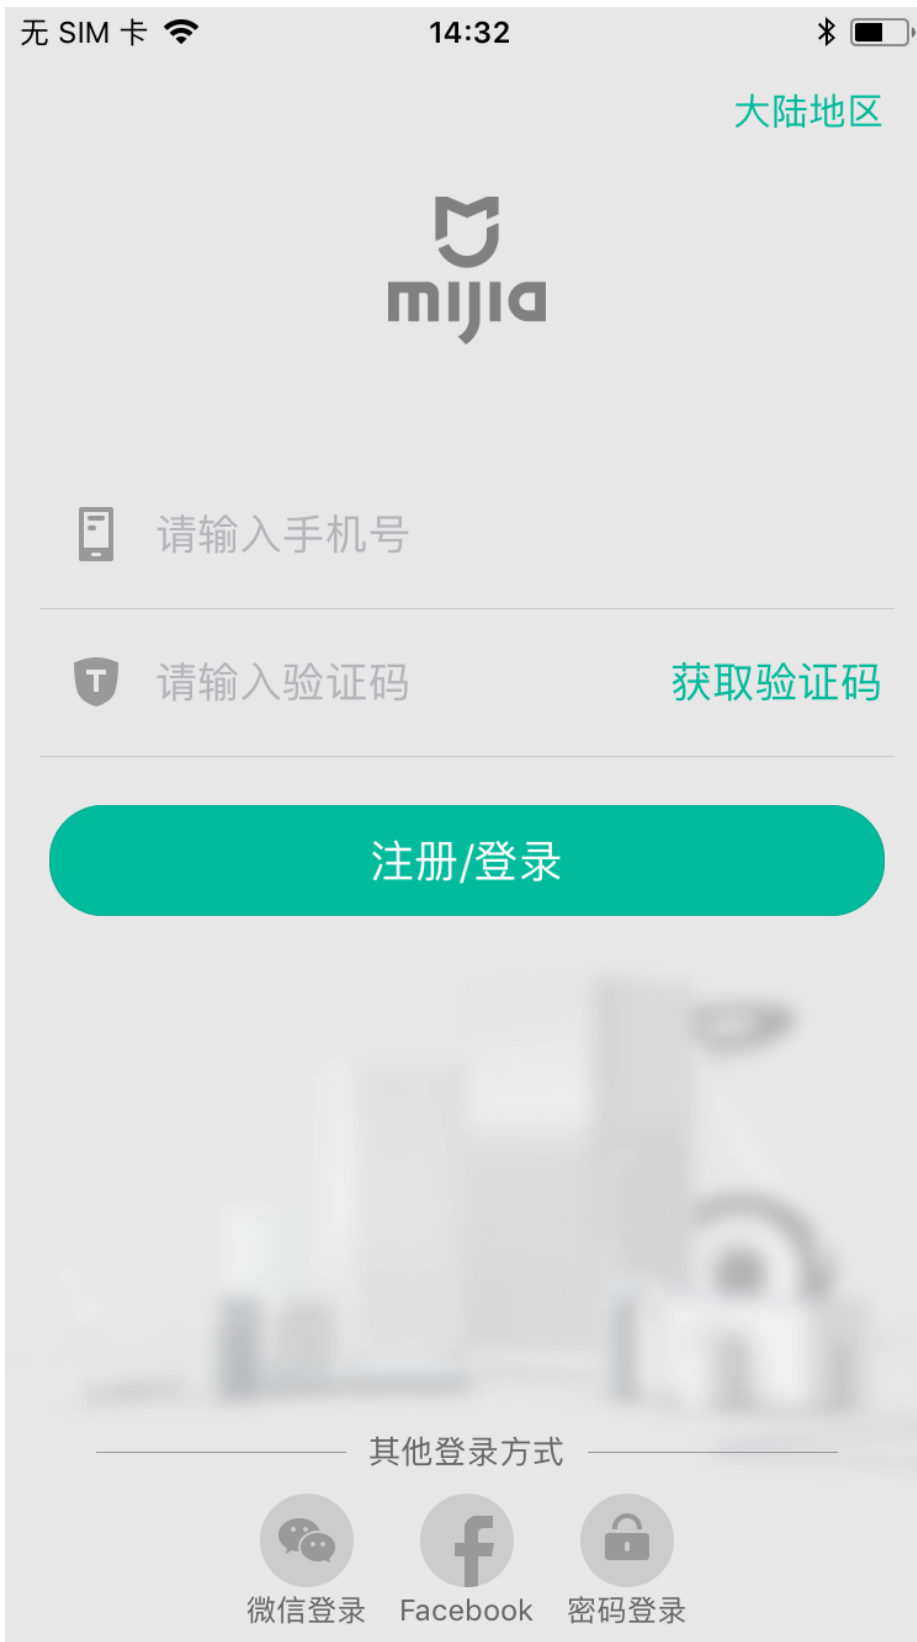 无 SIM 卡 14:32
大陆地区
mijia
请输入手机号
请输入验证码 获取验证码
注册/登录
其他登录方式
微信登录 Facebook 密码登录